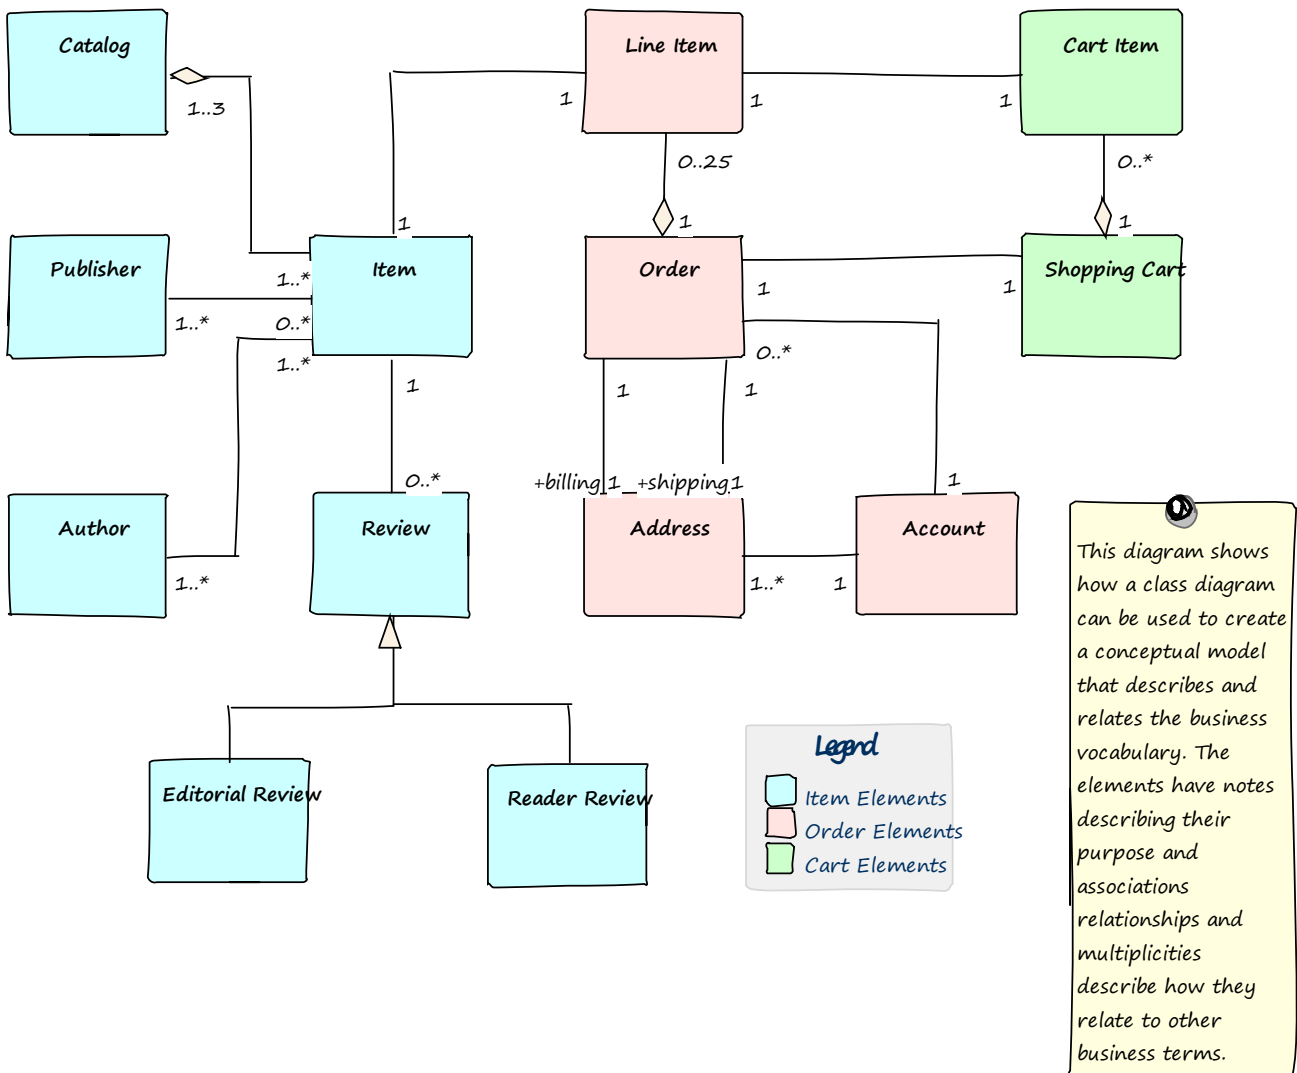 Catalog
Line Item
Cart Item
1..3
1
1
1
0..25
0..*
1
1
1
Publisher
Item
Order
Shopping Cart
1..*
1
1
1..*
0..*
1..*
0..*
1
1
1
0..*
+billing 1
+shipping 1
1
Author
Review
Address
Account
1..*
1..*
1
Editorial Review
Reader Review
Legend
Item Elements
Order Elements
Cart Elements
This diagram shows
how a class diagram
can be used to create
a conceptual model
that describes and
relates the business
vocabulary. The
elements have notes
describing their
purpose and
associations
relationships and
multiplicities
describe how they
relate to other
business terms.